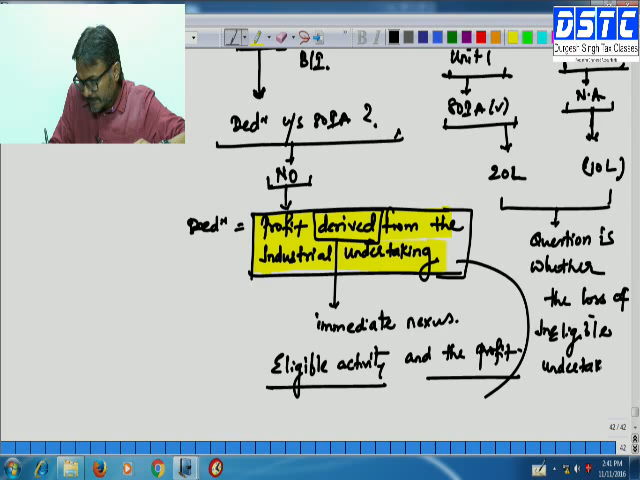 DSTC
Durgesh Singh Tax Classes
B/I.
Dedⁿ u/s 80IA ?
NO
Dedⁿ = Profit derived from the
Industrial undertaking
immediate nexus.
Eligible activity and the profit.
Unit 1
80IA (v)
20L
N.A
(10L)
Question is
whether
the loss of
Ineligible
undertak
42 / 42
42
2:41 PM
11/11/2016